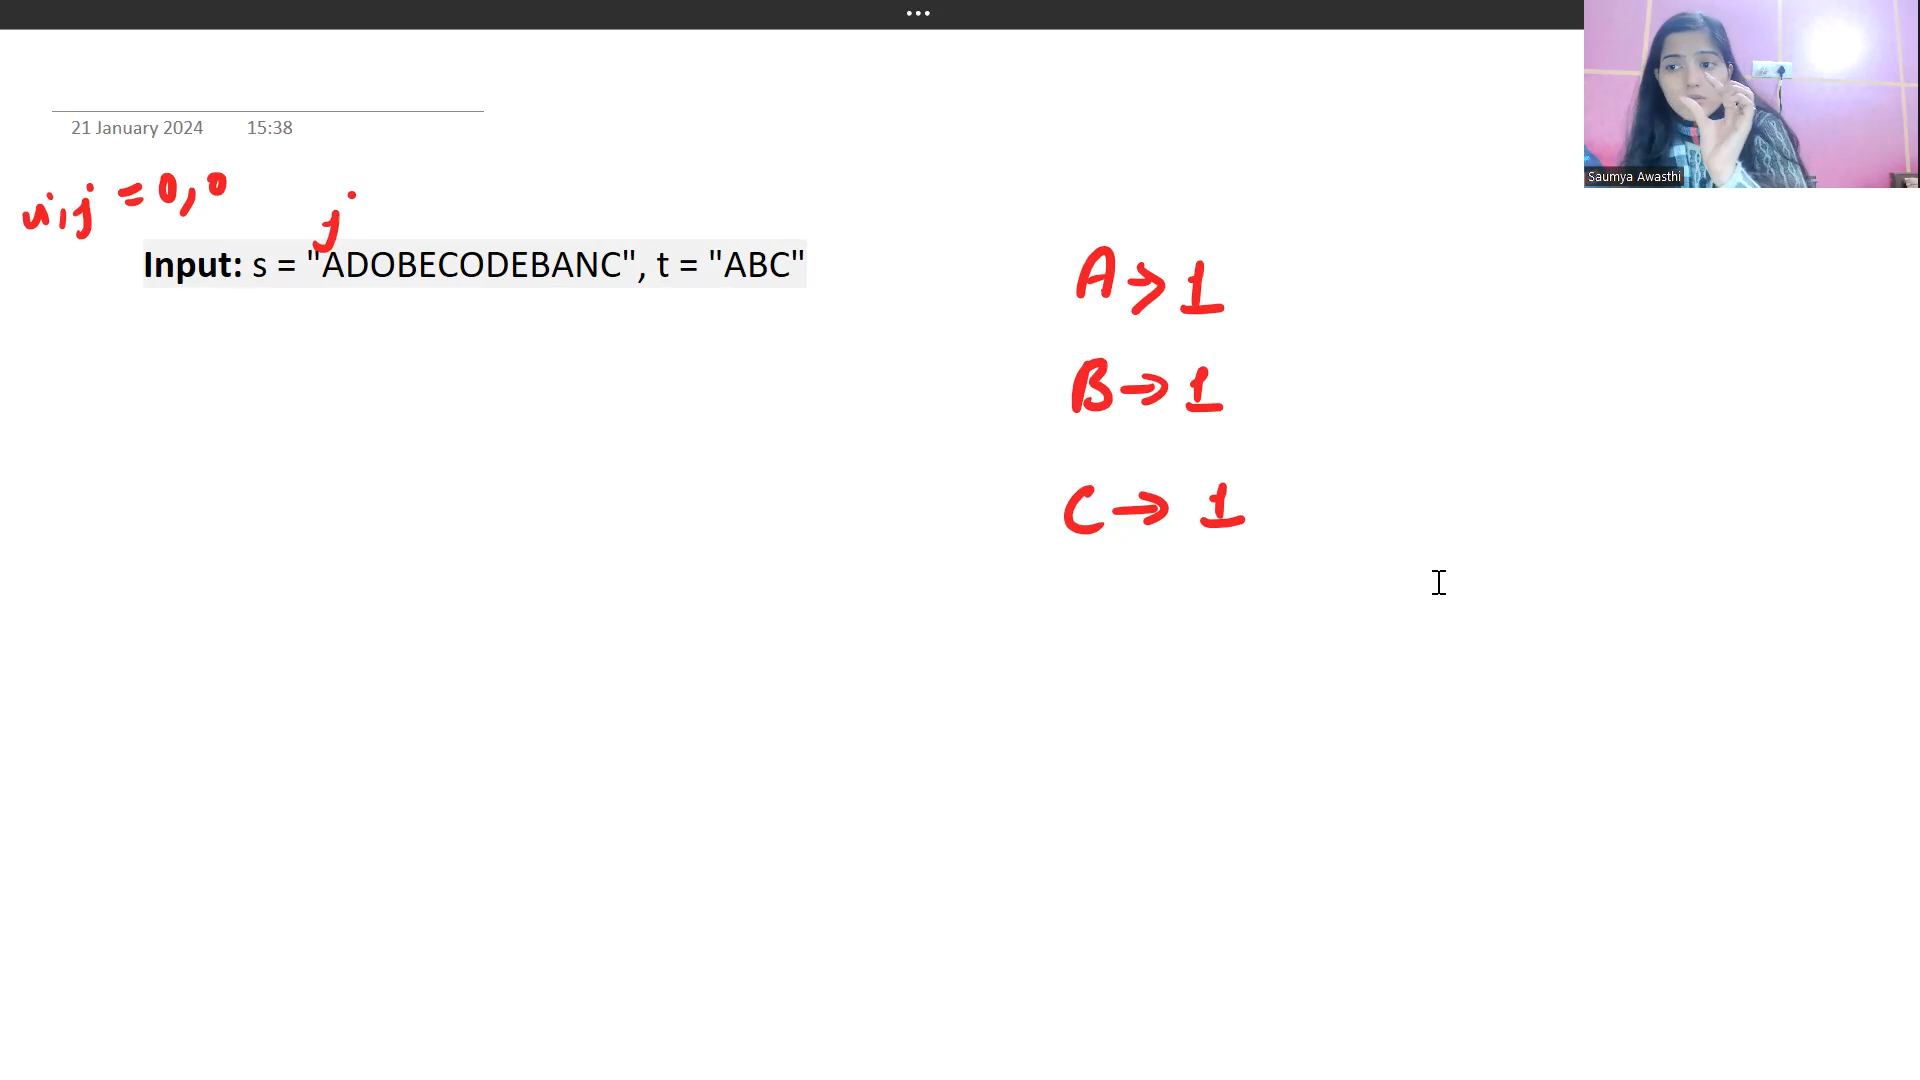 •••
Saumya Awasthi
21 January 2024 15:38
i,j = 0,0
j
Input: s = "ADOBECODEBANC", t = "ABC"
A → 1
B → 1
C → 1